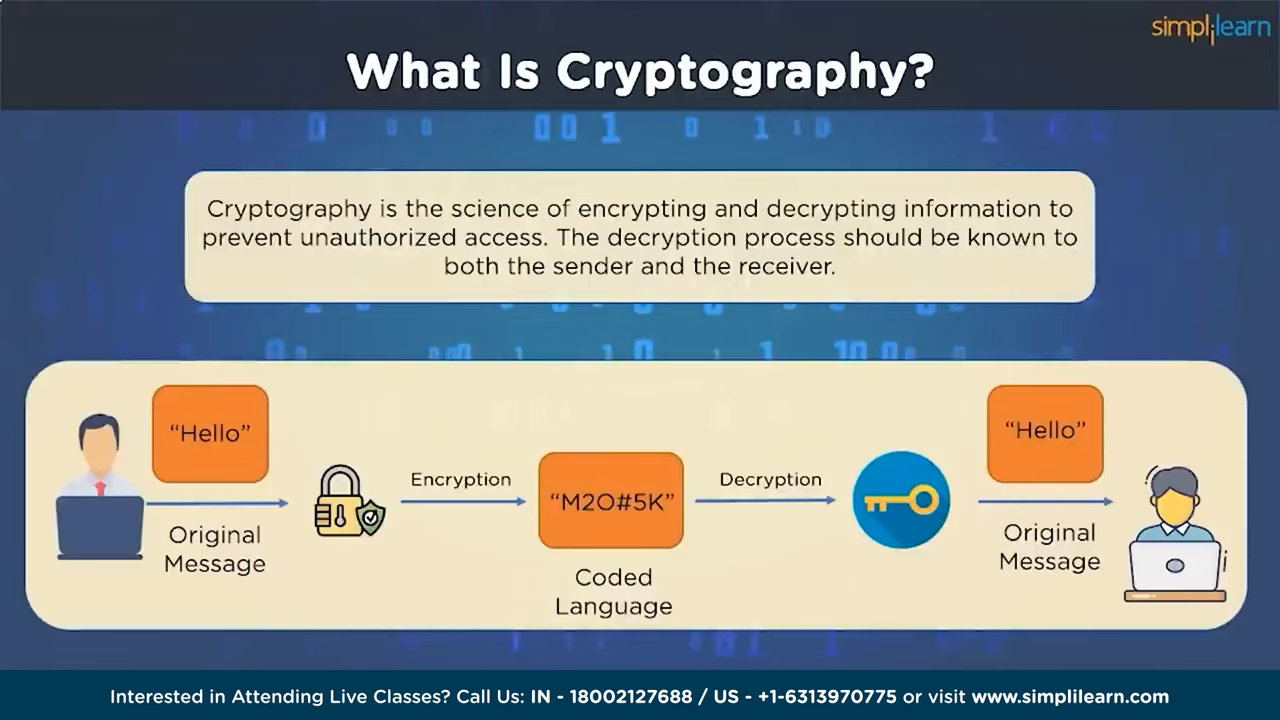 simplilearn
What Is Cryptography?
Cryptography is the science of encrypting and decrypting information to
prevent unauthorized access. The decryption process should be known to
both the sender and the receiver.
“Hello”
Original
Message
Encryption
“M2O#5K”
Coded
Language
Decryption
“Hello”
Original
Message
Interested in Attending Live Classes? Call Us: IN - 18002127688 / US - +1-6313970775 or visit www.simplilearn.com